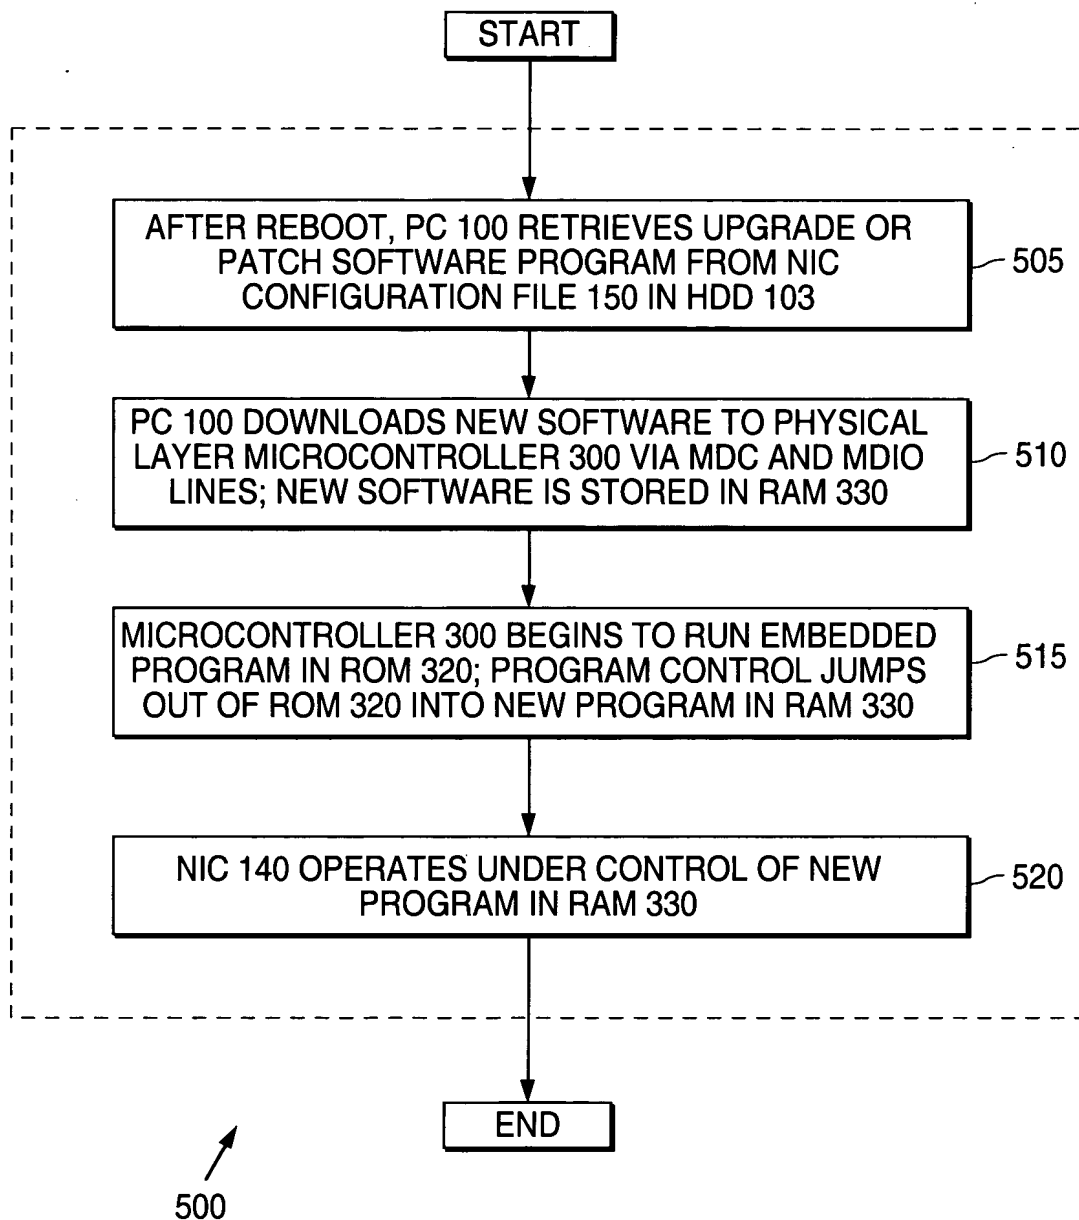 START
AFTER REBOOT, PC 100 RETRIEVES UPGRADE OR
PATCH SOFTWARE PROGRAM FROM NIC
CONFIGURATION FILE 150 IN HDD 103
505
PC 100 DOWNLOADS NEW SOFTWARE TO PHYSICAL
LAYER MICROCONTROLLER 300 VIA MDC AND MDIO
LINES; NEW SOFTWARE IS STORED IN RAM 330
510
MICROCONTROLLER 300 BEGINS TO RUN EMBEDDED
PROGRAM IN ROM 320; PROGRAM CONTROL JUMPS
OUT OF ROM 320 INTO NEW PROGRAM IN RAM 330
515
NIC 140 OPERATES UNDER CONTROL OF NEW
PROGRAM IN RAM 330
520
END
500